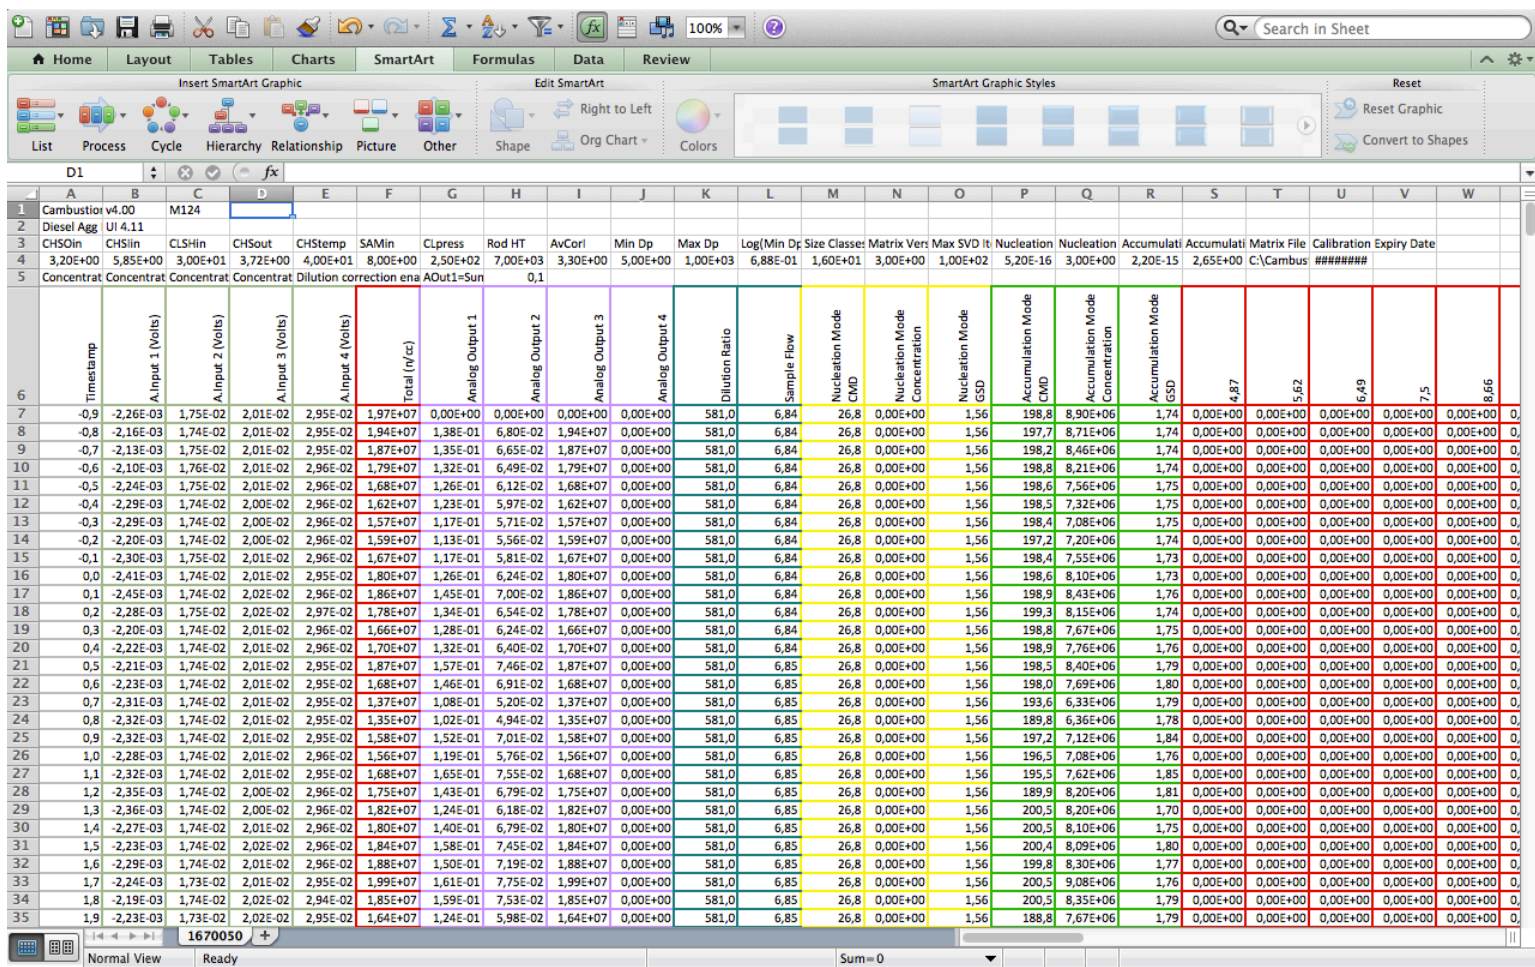 100%
Search in Sheet
Home Layout Tables Charts SmartArt Formulas Data Review
Insert SmartArt Graphic Edit SmartArt SmartArt Graphic Styles Reset
Right to Left Reset Graphic
Org Chart Convert to Shapes
List Process Cycle Hierarchy Relationship Picture Other Shape Colors
D1 fx
A B C D E F G H I J K L M N O P Q R S T U V W
1 Cambustion v4.00 M124
2 Diesel Agg UI 4.11
3 CHSOin CHSIin CLSHin CHSout CHStemp SAMin CLpress Rod HT AvCorI Min Dp Max Dp Log(Min Dp Size Classes Matrix Vers Max SVD It Nucleation Nucleation Accumulati Accumulati Matrix File Calibration Expiry Date
4 3,20E+00 5,85E+00 3,00E+01 3,72E+00 4,00E+01 8,00E+00 2,50E+02 7,00E+03 3,30E+00 5,00E+00 1,00E+03 6,88E-01 1,60E+01 3,00E+00 1,00E+02 5,20E-16 3,00E+00 2,20E-15 2,65E+00 C:\Cambus ########
5 Concentrat Concentrat Concentrat Concentrat Dilution correction ena AOut1=Sun 0,1
6 Timestamp A.Input 1 (Volts) A.Input 2 (Volts) A.Input 3 (Volts) A.Input 4 (Volts) Total (n/cc) Analog Output 1 Analog Output 2 Analog Output 3 Analog Output 4 Dilution Ratio Sample Flow Nucleation Mode CMD Nucleation Mode Concentration Nucleation Mode GSD Accumulation Mode CMD Accumulation Mode Concentration Accumulation Mode GSD 4,87 5,62 6,49 7,5 8,66
7 -0,9 -2,26E-03 1,75E-02 2,01E-02 2,95E-02 1,97E+07 0,00E+00 0,00E+00 0,00E+00 0,00E+00 581,0 6,84 26,8 0,00E+00 1,56 198,8 8,90E+06 1,74 0,00E+00 0,00E+00 0,00E+00 0,00E+00 0,00E+00 0,
8 -0,8 -2,16E-03 1,74E-02 2,01E-02 2,95E-02 1,94E+07 1,38E-01 6,80E-02 1,94E+07 0,00E+00 581,0 6,84 26,8 0,00E+00 1,56 197,7 8,71E+06 1,74 0,00E+00 0,00E+00 0,00E+00 0,00E+00 0,00E+00 0,
9 -0,7 -2,13E-03 1,75E-02 2,01E-02 2,95E-02 1,87E+07 1,35E-01 6,65E-02 1,87E+07 0,00E+00 581,0 6,84 26,8 0,00E+00 1,56 198,2 8,46E+06 1,74 0,00E+00 0,00E+00 0,00E+00 0,00E+00 0,00E+00 0,
10 -0,6 -2,10E-03 1,76E-02 2,01E-02 2,96E-02 1,79E+07 1,32E-01 6,49E-02 1,79E+07 0,00E+00 581,0 6,84 26,8 0,00E+00 1,56 198,8 8,21E+06 1,74 0,00E+00 0,00E+00 0,00E+00 0,00E+00 0,00E+00 0,
11 -0,5 -2,24E-03 1,75E-02 2,01E-02 2,96E-02 1,68E+07 1,26E-01 6,12E-02 1,68E+07 0,00E+00 581,0 6,84 26,8 0,00E+00 1,56 198,6 7,56E+06 1,75 0,00E+00 0,00E+00 0,00E+00 0,00E+00 0,00E+00 0,
12 -0,4 -2,29E-03 1,74E-02 2,00E-02 2,96E-02 1,62E+07 1,23E-01 5,97E-02 1,62E+07 0,00E+00 581,0 6,84 26,8 0,00E+00 1,56 198,5 7,32E+06 1,75 0,00E+00 0,00E+00 0,00E+00 0,00E+00 0,00E+00 0,
13 -0,3 -2,29E-03 1,74E-02 2,00E-02 2,96E-02 1,57E+07 1,17E-01 5,71E-02 1,57E+07 0,00E+00 581,0 6,84 26,8 0,00E+00 1,56 198,4 7,08E+06 1,75 0,00E+00 0,00E+00 0,00E+00 0,00E+00 0,00E+00 0,
14 -0,2 -2,20E-03 1,74E-02 2,00E-02 2,96E-02 1,59E+07 1,13E-01 5,56E-02 1,59E+07 0,00E+00 581,0 6,84 26,8 0,00E+00 1,56 197,2 7,20E+06 1,74 0,00E+00 0,00E+00 0,00E+00 0,00E+00 0,00E+00 0,
15 -0,1 -2,30E-03 1,75E-02 2,01E-02 2,96E-02 1,67E+07 1,17E-01 5,81E-02 1,67E+07 0,00E+00 581,0 6,84 26,8 0,00E+00 1,56 198,4 7,55E+06 1,73 0,00E+00 0,00E+00 0,00E+00 0,00E+00 0,00E+00 0,
16 0,0 -2,41E-03 1,74E-02 2,01E-02 2,95E-02 1,80E+07 1,26E-01 6,24E-02 1,80E+07 0,00E+00 581,0 6,84 26,8 0,00E+00 1,56 198,6 8,10E+06 1,73 0,00E+00 0,00E+00 0,00E+00 0,00E+00 0,00E+00 0,
17 0,1 -2,45E-03 1,74E-02 2,02E-02 2,96E-02 1,86E+07 1,45E-01 7,00E-02 1,86E+07 0,00E+00 581,0 6,84 26,8 0,00E+00 1,56 198,9 8,43E+06 1,76 0,00E+00 0,00E+00 0,00E+00 0,00E+00 0,00E+00 0,
18 0,2 -2,28E-03 1,75E-02 2,02E-02 2,97E-02 1,78E+07 1,34E-01 6,54E-02 1,78E+07 0,00E+00 581,0 6,84 26,8 0,00E+00 1,56 199,3 8,15E+06 1,74 0,00E+00 0,00E+00 0,00E+00 0,00E+00 0,00E+00 0,
19 0,3 -2,20E-03 1,74E-02 2,01E-02 2,96E-02 1,66E+07 1,28E-01 6,24E-02 1,66E+07 0,00E+00 581,0 6,84 26,8 0,00E+00 1,56 198,8 7,67E+06 1,75 0,00E+00 0,00E+00 0,00E+00 0,00E+00 0,00E+00 0,
20 0,4 -2,22E-03 1,74E-02 2,01E-02 2,96E-02 1,70E+07 1,32E-01 6,40E-02 1,70E+07 0,00E+00 581,0 6,84 26,8 0,00E+00 1,56 198,9 7,76E+06 1,76 0,00E+00 0,00E+00 0,00E+00 0,00E+00 0,00E+00 0,
21 0,5 -2,21E-03 1,74E-02 2,01E-02 2,95E-02 1,87E+07 1,57E-01 7,46E-02 1,87E+07 0,00E+00 581,0 6,85 26,8 0,00E+00 1,56 198,5 8,40E+06 1,79 0,00E+00 0,00E+00 0,00E+00 0,00E+00 0,00E+00 0,
22 0,6 -2,23E-03 1,74E-02 2,01E-02 2,95E-02 1,68E+07 1,46E-01 6,91E-02 1,68E+07 0,00E+00 581,0 6,85 26,8 0,00E+00 1,56 198,0 7,69E+06 1,80 0,00E+00 0,00E+00 0,00E+00 0,00E+00 0,00E+00 0,
23 0,7 -2,31E-03 1,74E-02 2,01E-02 2,95E-02 1,37E+07 1,08E-01 5,20E-02 1,37E+07 0,00E+00 581,0 6,85 26,8 0,00E+00 1,56 193,6 6,33E+06 1,79 0,00E+00 0,00E+00 0,00E+00 0,00E+00 0,00E+00 0,
24 0,8 -2,32E-03 1,74E-02 2,01E-02 2,95E-02 1,35E+07 1,02E-01 4,94E-02 1,35E+07 0,00E+00 581,0 6,85 26,8 0,00E+00 1,56 189,8 6,36E+06 1,78 0,00E+00 0,00E+00 0,00E+00 0,00E+00 0,00E+00 0,
25 0,9 -2,32E-03 1,74E-02 2,01E-02 2,95E-02 1,58E+07 1,52E-01 7,01E-02 1,58E+07 0,00E+00 581,0 6,85 26,8 0,00E+00 1,56 197,2 7,12E+06 1,84 0,00E+00 0,00E+00 0,00E+00 0,00E+00 0,00E+00 0,
26 1,0 -2,28E-03 1,74E-02 2,01E-02 2,96E-02 1,56E+07 1,19E-01 5,76E-02 1,56E+07 0,00E+00 581,0 6,85 26,8 0,00E+00 1,56 196,5 7,08E+06 1,76 0,00E+00 0,00E+00 0,00E+00 0,00E+00 0,00E+00 0,
27 1,1 -2,32E-03 1,74E-02 2,01E-02 2,95E-02 1,68E+07 1,65E-01 7,55E-02 1,68E+07 0,00E+00 581,0 6,85 26,8 0,00E+00 1,56 195,5 7,62E+06 1,85 0,00E+00 0,00E+00 0,00E+00 0,00E+00 0,00E+00 0,
28 1,2 -2,35E-03 1,74E-02 2,00E-02 2,96E-02 1,75E+07 1,43E-01 6,79E-02 1,75E+07 0,00E+00 581,0 6,85 26,8 0,00E+00 1,56 189,9 8,20E+06 1,81 0,00E+00 0,00E+00 0,00E+00 0,00E+00 0,00E+00 0,
29 1,3 -2,36E-03 1,74E-02 2,00E-02 2,96E-02 1,82E+07 1,24E-01 6,18E-02 1,82E+07 0,00E+00 581,0 6,85 26,8 0,00E+00 1,56 200,5 8,20E+06 1,70 0,00E+00 0,00E+00 0,00E+00 0,00E+00 0,00E+00 0,
30 1,4 -2,27E-03 1,74E-02 2,01E-02 2,96E-02 1,80E+07 1,40E-01 6,79E-02 1,80E+07 0,00E+00 581,0 6,85 26,8 0,00E+00 1,56 200,5 8,10E+06 1,75 0,00E+00 0,00E+00 0,00E+00 0,00E+00 0,00E+00 0,
31 1,5 -2,23E-03 1,74E-02 2,02E-02 2,96E-02 1,84E+07 1,58E-01 7,45E-02 1,84E+07 0,00E+00 581,0 6,85 26,8 0,00E+00 1,56 200,4 8,09E+06 1,80 0,00E+00 0,00E+00 0,00E+00 0,00E+00 0,00E+00 0,
32 1,6 -2,29E-03 1,74E-02 2,01E-02 2,96E-02 1,88E+07 1,50E-01 7,19E-02 1,88E+07 0,00E+00 581,0 6,85 26,8 0,00E+00 1,56 199,8 8,30E+06 1,77 0,00E+00 0,00E+00 0,00E+00 0,00E+00 0,00E+00 0,
33 1,7 -2,24E-03 1,73E-02 2,01E-02 2,95E-02 1,99E+07 1,61E-01 7,75E-02 1,99E+07 0,00E+00 581,0 6,85 26,8 0,00E+00 1,56 200,5 9,08E+06 1,76 0,00E+00 0,00E+00 0,00E+00 0,00E+00 0,00E+00 0,
34 1,8 -2,19E-03 1,74E-02 2,02E-02 2,94E-02 1,85E+07 1,59E-01 7,53E-02 1,85E+07 0,00E+00 581,0 6,85 26,8 0,00E+00 1,56 200,5 8,35E+06 1,79 0,00E+00 0,00E+00 0,00E+00 0,00E+00 0,00E+00 0,
35 1,9 -2,23E-03 1,73E-02 2,02E-02 2,95E-02 1,64E+07 1,24E-01 5,98E-02 1,64E+07 0,00E+00 581,0 6,85 26,8 0,00E+00 1,56 188,8 7,67E+06 1,79 0,00E+00 0,00E+00 0,00E+00 0,00E+00 0,00E+00 0,
1670050 +
Normal View Ready Sum=0